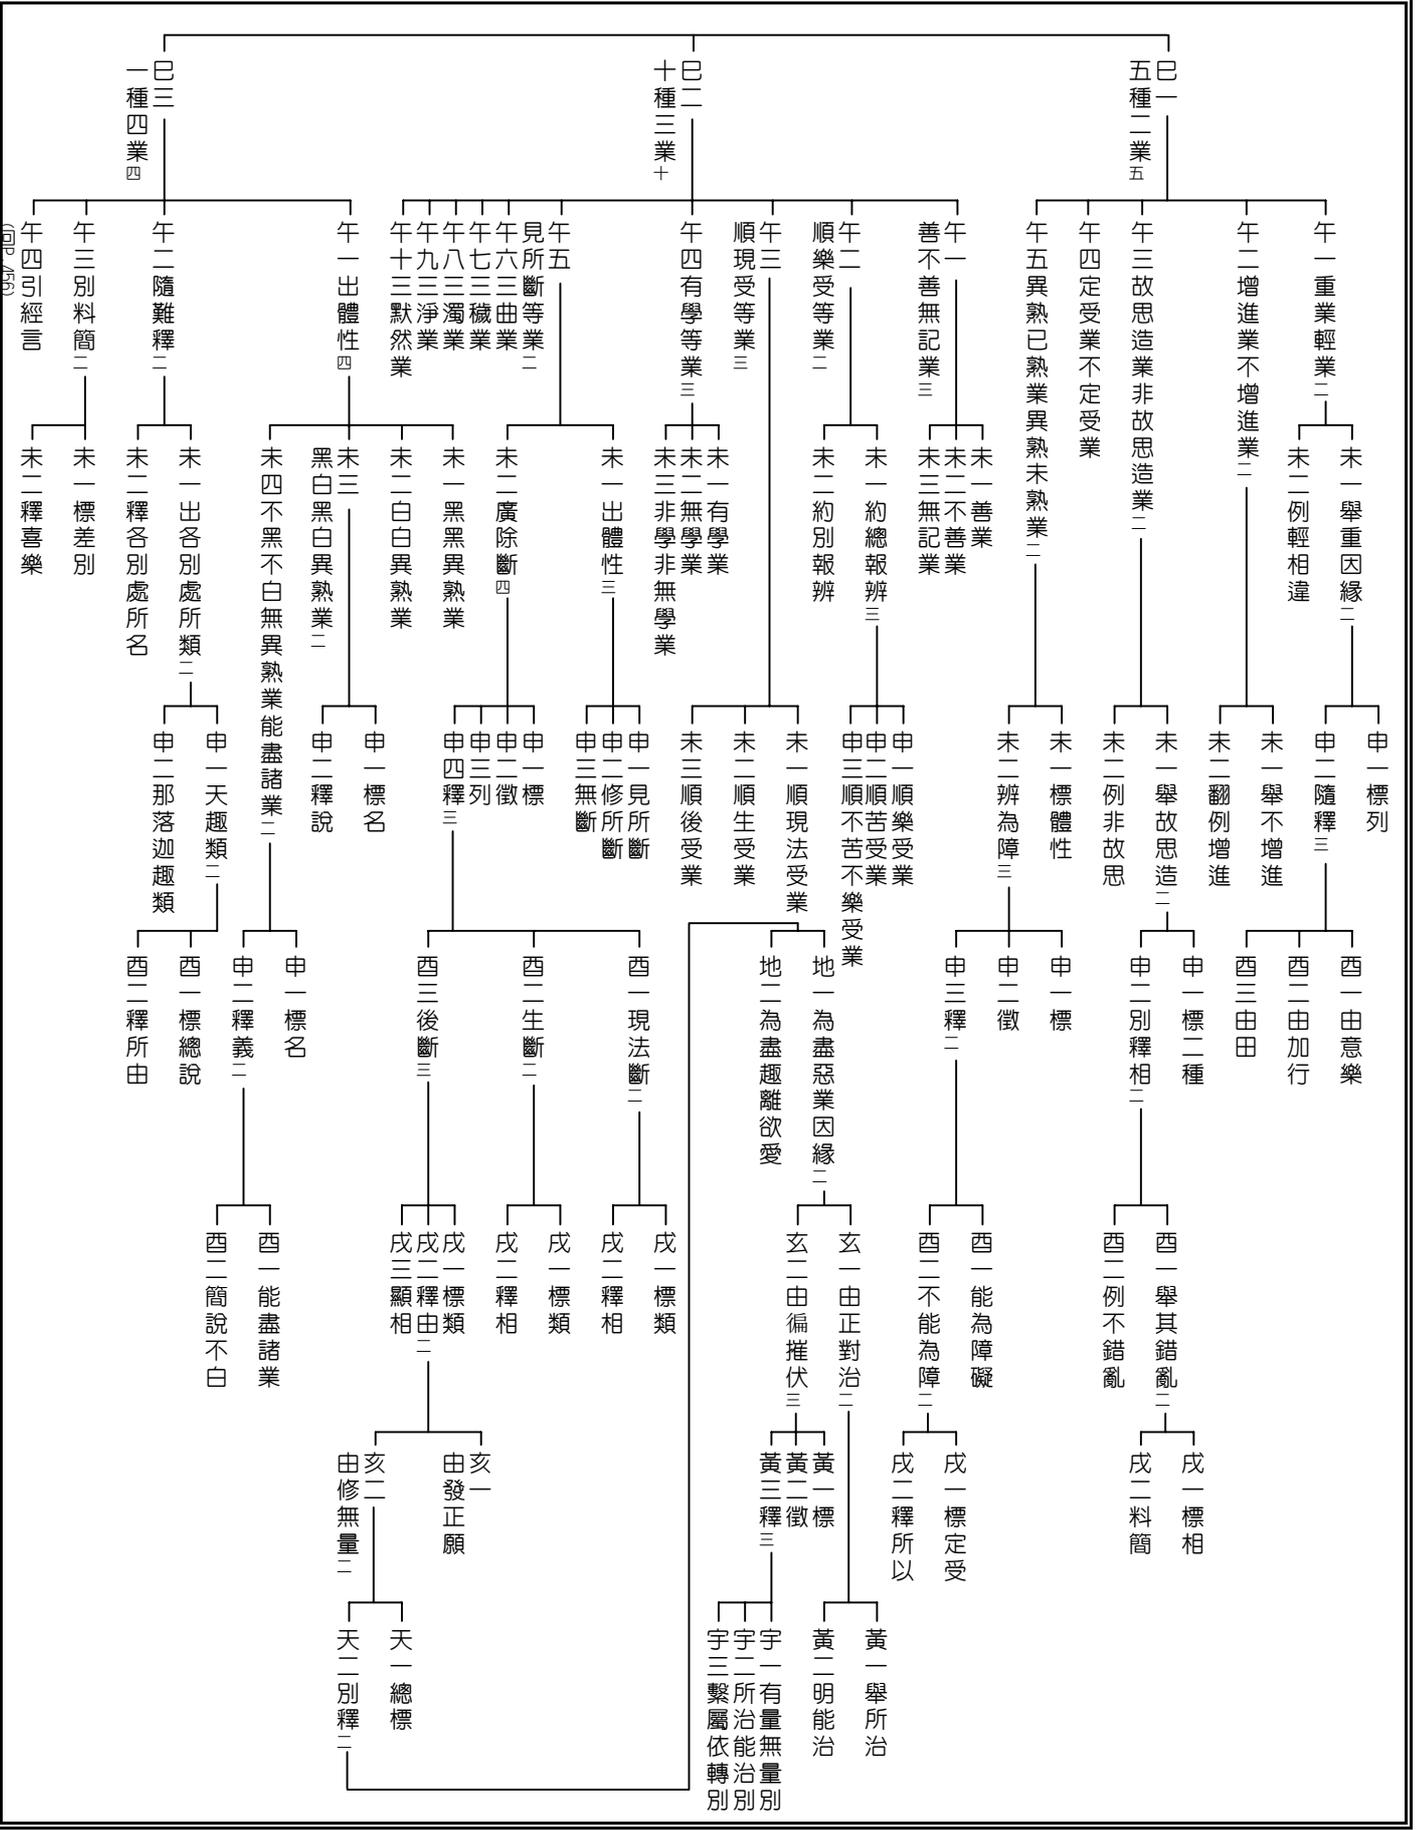 巳一
五種二業五
午一重業輕業二
未一舉重因緣二
申一標列
申二隨釋三
酉一由意樂
酉二由加行
酉三由田
未二例輕相違
午二增進業不增進業二
未一舉不增進
未二翻例增進
午三故思造業非故思造業二
未一舉故思造二
申一標二種
申二別釋相二
酉一舉其錯亂二
戌一標相
戌二料簡
酉二例不錯亂
未二例非故思
午四定受業不定受業
午五異熟已熟業異熟未熟業二
未一標體性
未二辨為障三
申一標
申二徵
申三釋二
酉一能為障礙
酉二不能為障二
戌一標定受
戌二釋所以
巳二
十種三業十
午一
善不善無記業三
未一善業
未二不善業
未三無記業
午二
順樂受等業二
未一約總報辨三
申一順樂受業
申二順苦受業
申三順不苦不樂受業
未二約別報辨
午三
順現受等業三
未一順現法受業
未二順生受業
未三順後受業
午四有學等業三
未一有學業
未二無學業
未三非學非無學業
午五
見所斷等業二
未一出體性三
申一見所斷
申二修所斷
申三無斷
未二廣除斷四
申一標
申二徵
申三列
申四釋三
酉一現法斷二
戌一標類
戌二釋相
酉二生斷二
戌一標類
戌二釋相
酉三後斷三
戌一標類
戌二釋由二
亥一
由發正願
亥二
由修無量二
天一總標
天二別釋二
地一為盡惡業因緣二
玄一由正對治二
黃一舉所治
黃二明能治
玄二由徧摧伏三
黃一標
黃二徵
黃三釋三
宇一有量無量別
宇二所治能治別
宇三繫屬依轉別
地二為盡趣離欲愛
戌三顯相
午六三曲業
午七三穢業
午八三濁業
午九三淨業
午十三默然業
巳三
一種四業四
午一出體性四
未一黑黑異熟業
未二白白異熟業
未三
黑白黑白異熟業二
申一標名
申二釋說
未四不黑不白無異熟業能盡諸業二
申一標名
申二釋義二
酉一能盡諸業
酉二簡說不白
午二隨難釋二
未一出各別處所類二
申一天趣類二
酉一標總說
酉二釋所由
申二那落迦趣類
未二釋各別處所名
午三別料簡二
未一標差別
未二釋喜樂
午四引經言
(回P.456)